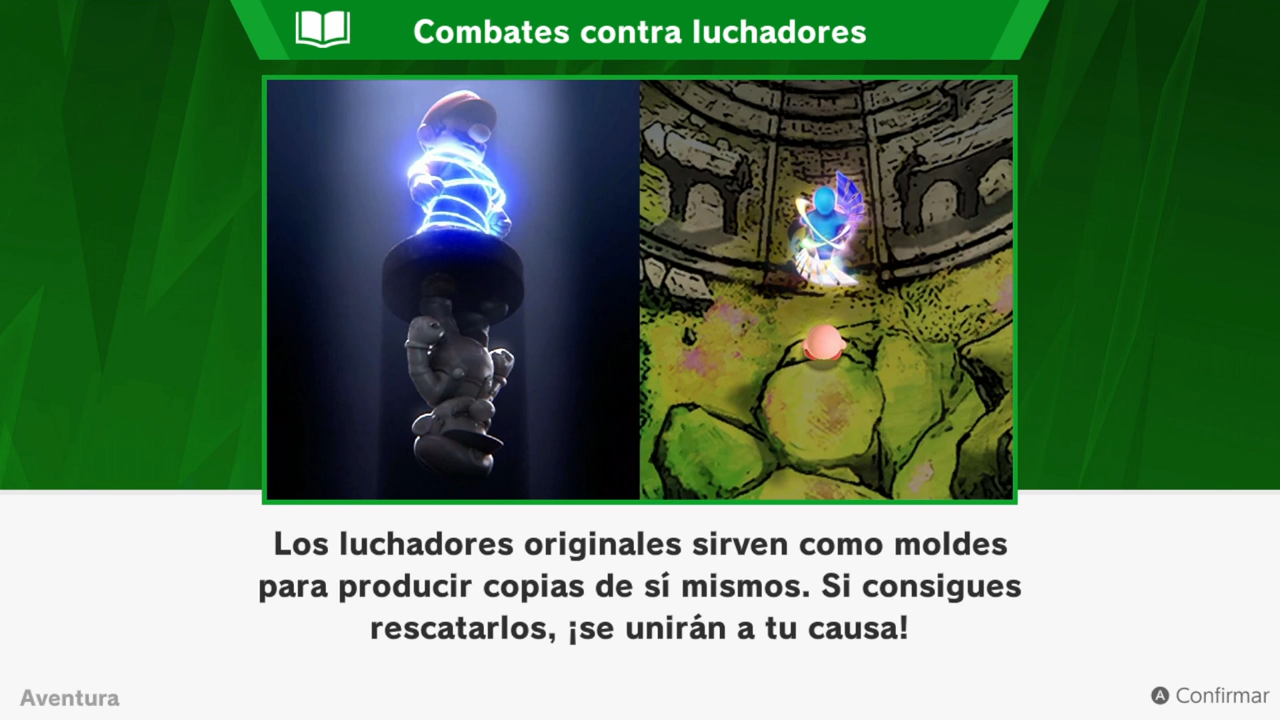 Combates contra luchadores
Los luchadores originales sirven como moldes
para producir copias de sí mismos. Si consigues
rescatarlos, ¡se unirán a tu causa!
Aventura
A Confirmar